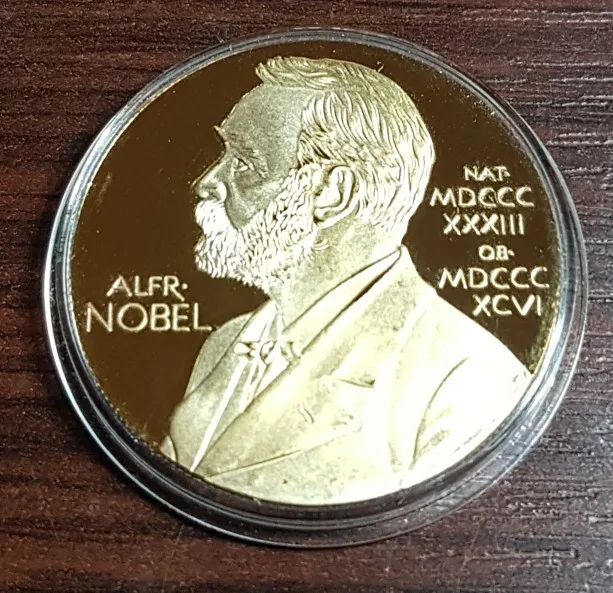 ALFR·
NOBEL
NAT·
MDCCC
XXXIII
OB·
MDCCC
XCVI